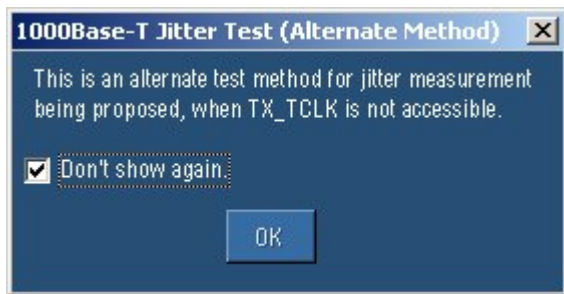 1000Base-T Jitter Test (Alternate Method)
This is an alternate test method for jitter measurement
being proposed, when TX_TCLK is not accessible.
Don't show again.
OK